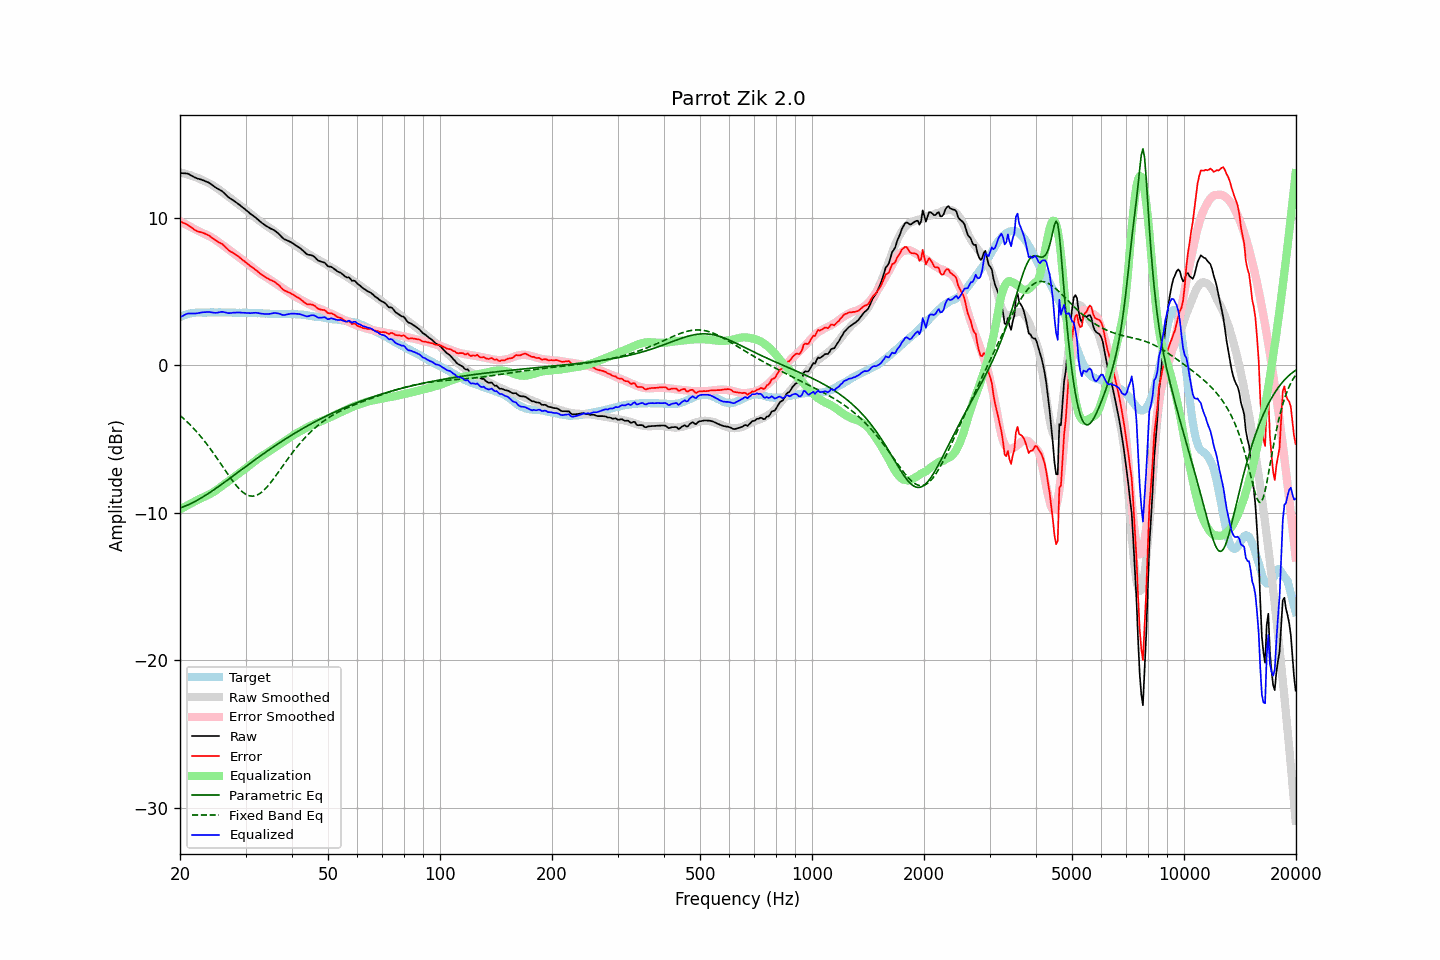 Parrot Zik 2.0
10
0
−10
−20
−30
Amplitude (dBr)
Target
Raw Smoothed
Error Smoothed
Raw
Error
Equalization
Parametric Eq
Fixed Band Eq
Equalized
20 50 100 200 500 1000 2000 5000 10000 20000
Frequency (Hz)